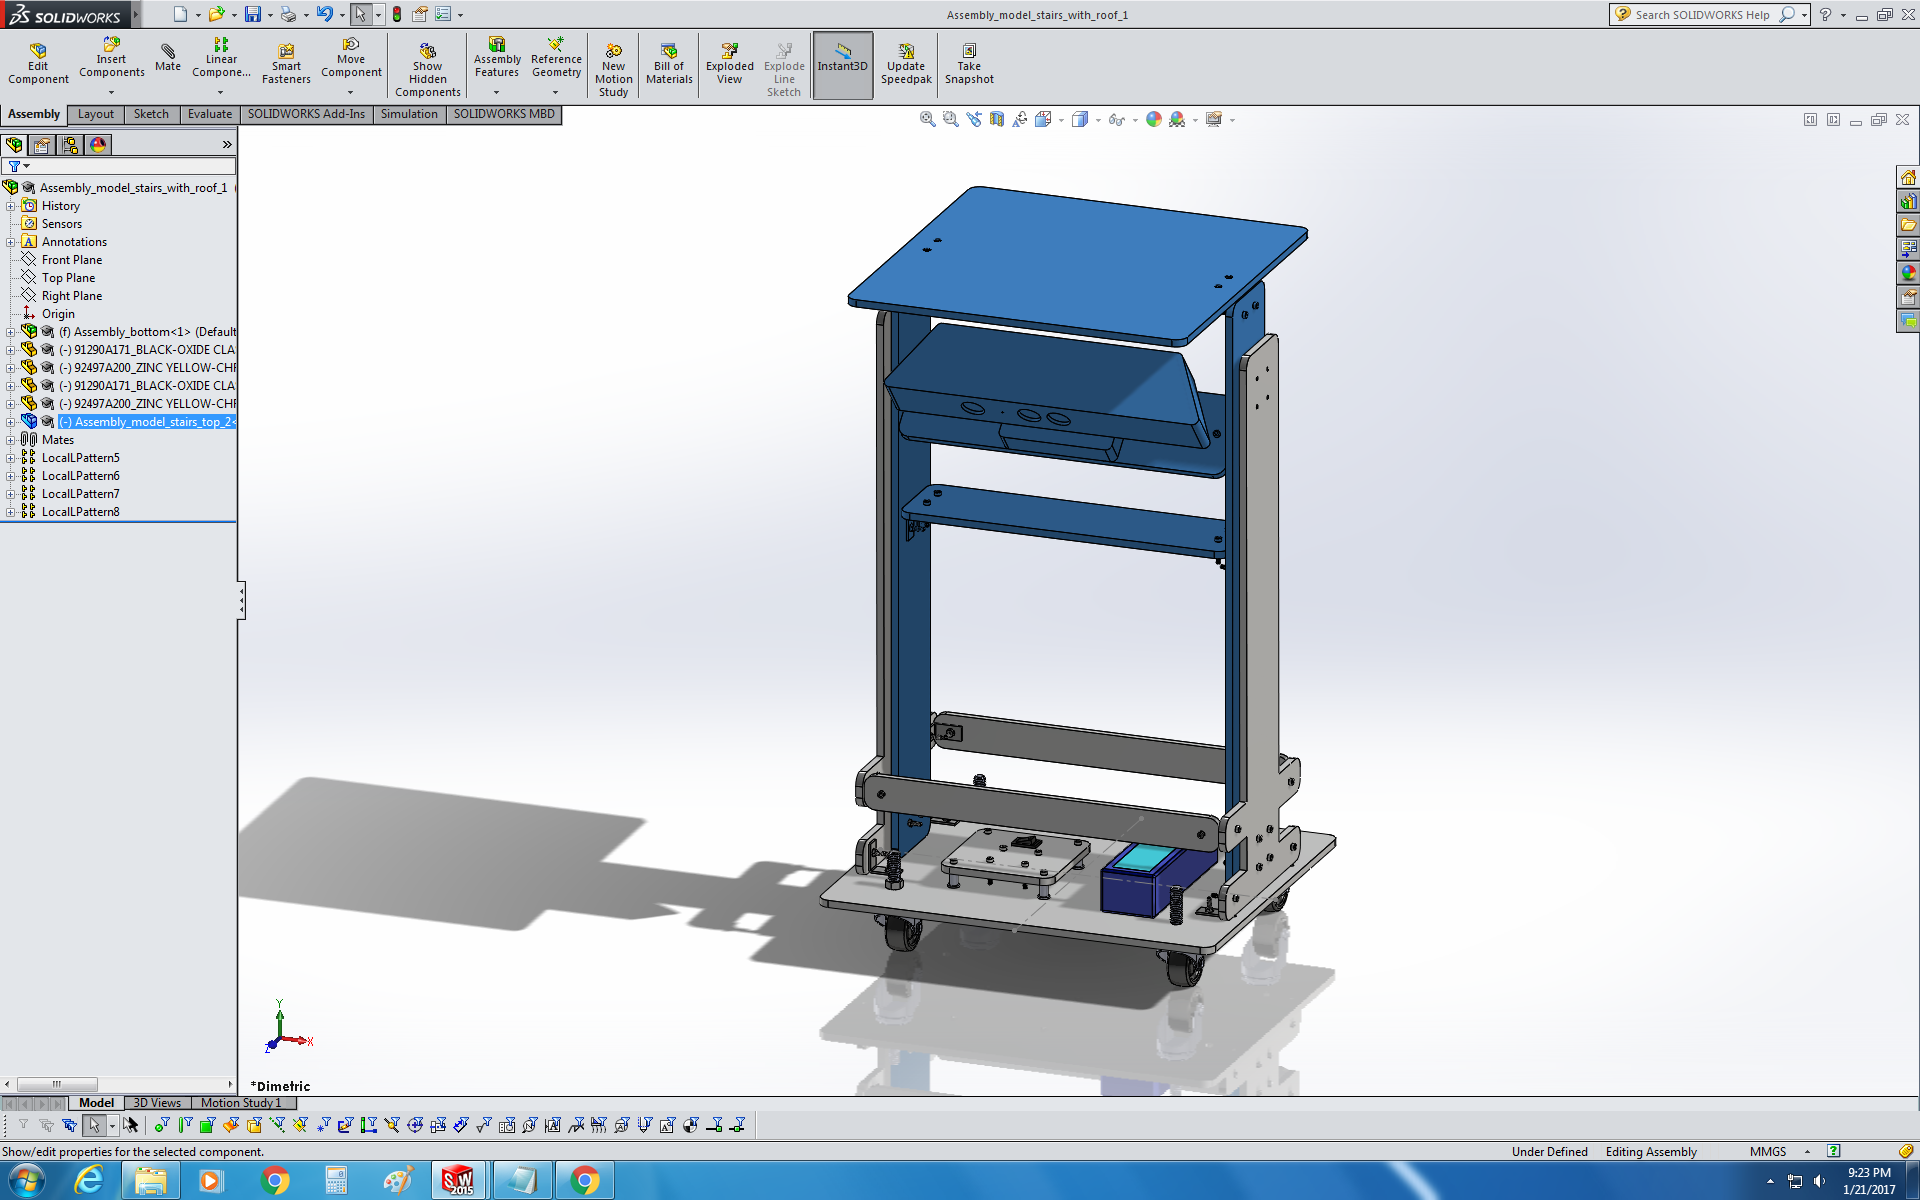 SOLIDWORKS
Assembly_model_stairs_with_roof_1
Search SOLIDWORKS Help
Edit Component
Insert Components
Mate
Linear Compone...
Smart Fasteners
Move Component
Show Hidden Components
Assembly Features
Reference Geometry
New Motion Study
Bill of Materials
Exploded View
Explode Line Sketch
Instant3D
Update Speedpak
Take Snapshot
Assembly
Layout
Sketch
Evaluate
SOLIDWORKS Add-Ins
Simulation
SOLIDWORKS MBD
Assembly_model_stairs_with_roof_1 (
History
Sensors
Annotations
Front Plane
Top Plane
Right Plane
Origin
(f) Assembly_bottom<1> (Default
(-) 91290A171_BLACK-OXIDE CLA
(-) 92497A200_ZINC YELLOW-CHR
(-) 91290A171_BLACK-OXIDE CLA
(-) 92497A200_ZINC YELLOW-CHR
(-) Assembly_model_stairs_top_2<
Mates
LocalLPattern5
LocalLPattern6
LocalLPattern7
LocalLPattern8
Y
X
Z
*Dimetric
Model
3D Views
Motion Study 1
Show/edit properties for the selected component.
Under Defined
Editing Assembly
MMGS
SW 2015
9:23 PM
1/21/2017